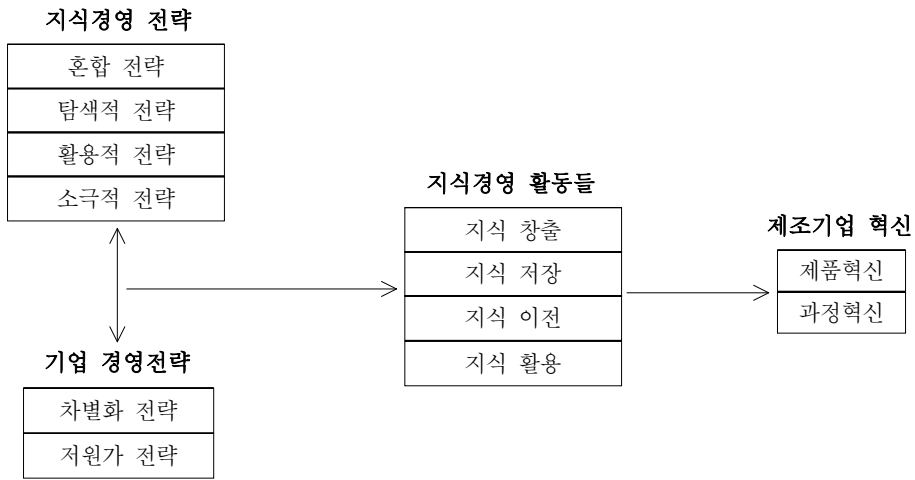 지식경영 전략
혼합 전략
탐색적 전략
활용적 전략
소극적 전략
지식경영 활동들
지식 창출
지식 저장
지식 이전
지식 활용
제조기업 혁신
제품혁신
과정혁신
기업 경영전략
차별화 전략
저원가 전략